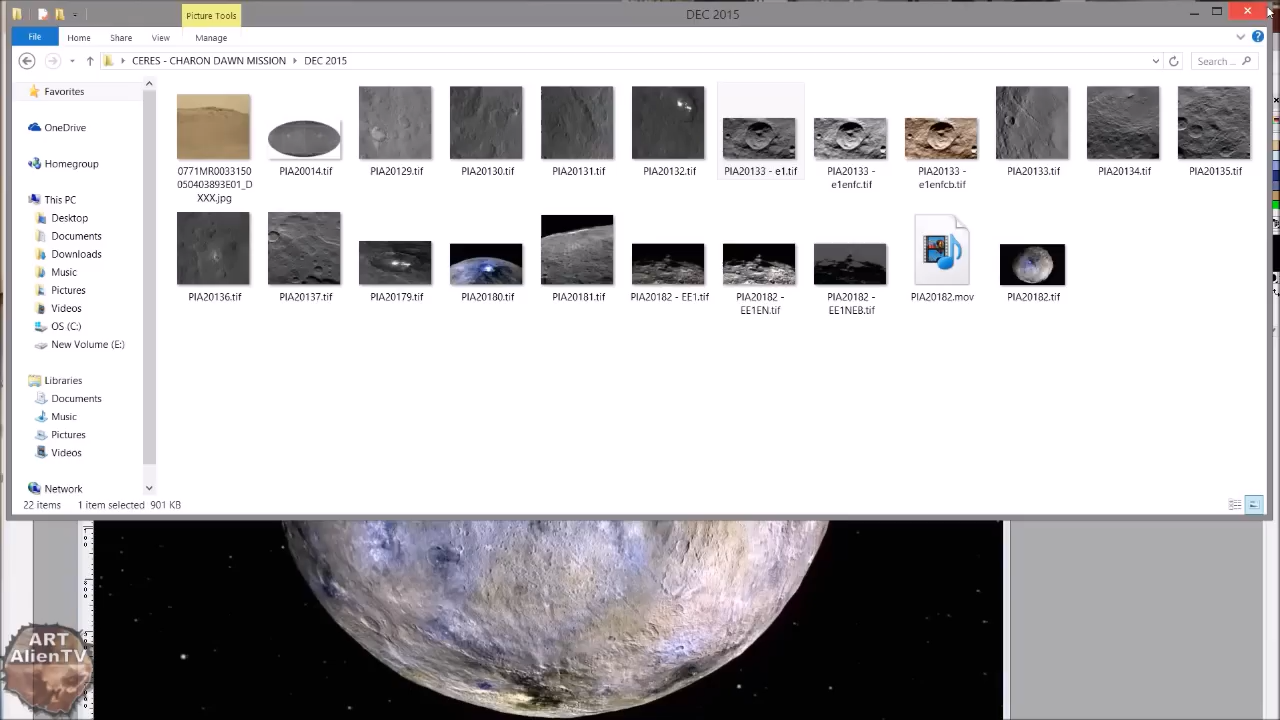 Picture Tools
DEC 2015
File
Home
Share
View
Manage
CERES - CHARON DAWN MISSION
DEC 2015
Search ...
Favorites
OneDrive
Homegroup
This PC
Desktop
Documents
Downloads
Music
Pictures
Videos
OS (C:)
New Volume (E:)
Libraries
Documents
Music
Pictures
Videos
Network
0771MR0033150
050403893E01_D
XXX.jpg
PIA20014.tif
PIA20129.tif
PIA20130.tif
PIA20131.tif
PIA20132.tif
PIA20133 - e1.tif
PIA20133 -
e1enfc.tif
PIA20133 -
e1enfcb.tif
PIA20133.tif
PIA20134.tif
PIA20135.tif
PIA20136.tif
PIA20137.tif
PIA20179.tif
PIA20180.tif
PIA20181.tif
PIA20182 - EE1.tif
PIA20182 -
EE1EN.tif
PIA20182 -
EE1NEB.tif
PIA20182.mov
PIA20182.tif
22 items
1 item selected 901 KB
ART
AlienTV